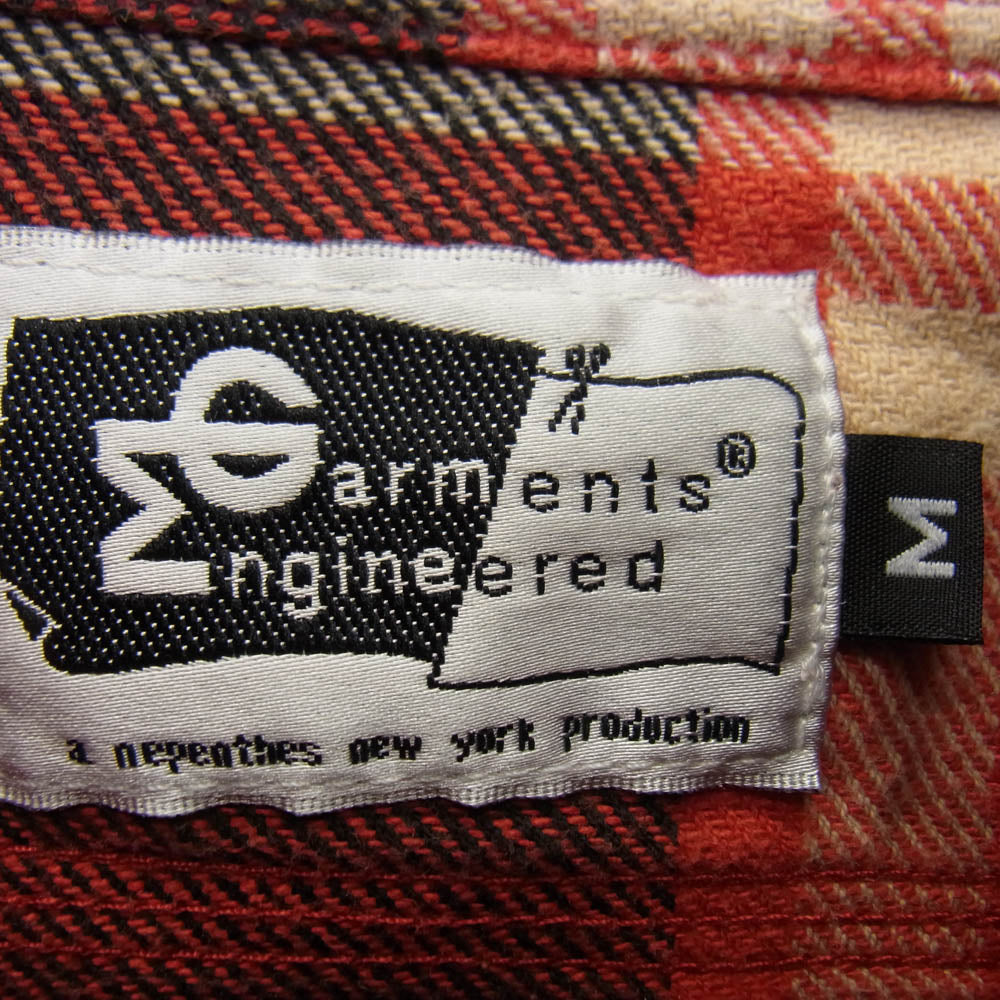 Garments®
Engineered
a nepenthes new york production
M